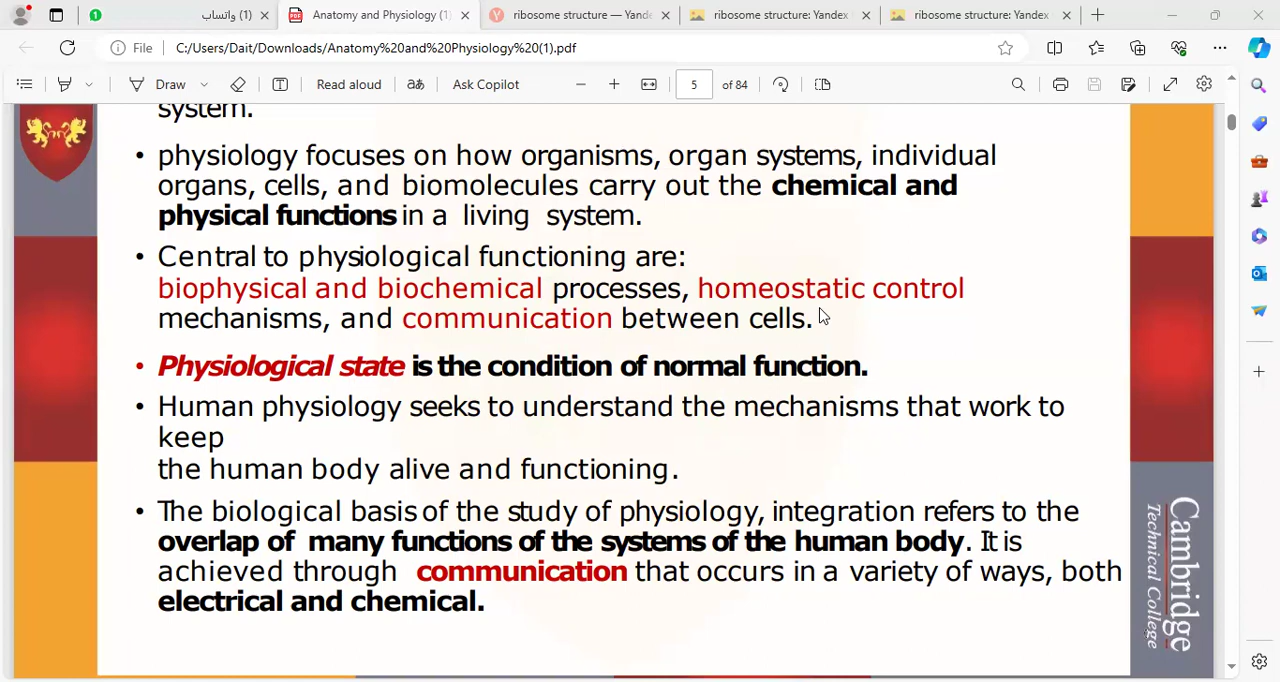 (1) واتساب
Anatomy and Physiology (1)
ribosome structure — Yande
ribosome structure: Yandex
ribosome structure: Yandex
File
C:/Users/Dait/Downloads/Anatomy%20and%20Physiology%20(1).pdf
Draw
Read aloud
Ask Copilot
5
of 84
system.
• physiology focuses on how organisms, organ systems, individual
organs, cells, and biomolecules carry out the chemical and
physical functions in a living system.
• Central to physiological functioning are:
biophysical and biochemical processes, homeostatic control
mechanisms, and communication between cells.
• Physiological state is the condition of normal function.
• Human physiology seeks to understand the mechanisms that work to
keep
the human body alive and functioning.
• The biological basis of the study of physiology, integration refers to the
overlap of many functions of the systems of the human body. It is
achieved through communication that occurs in a variety of ways, both
electrical and chemical.
Cambridge
Technical College